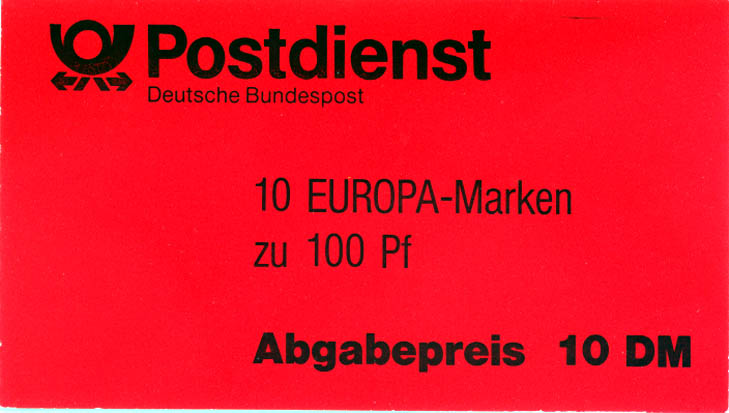 Postdienst
Deutsche Bundespost
10 EUROPA-Marken
zu 100 Pf
Abgabepreis 10 DM